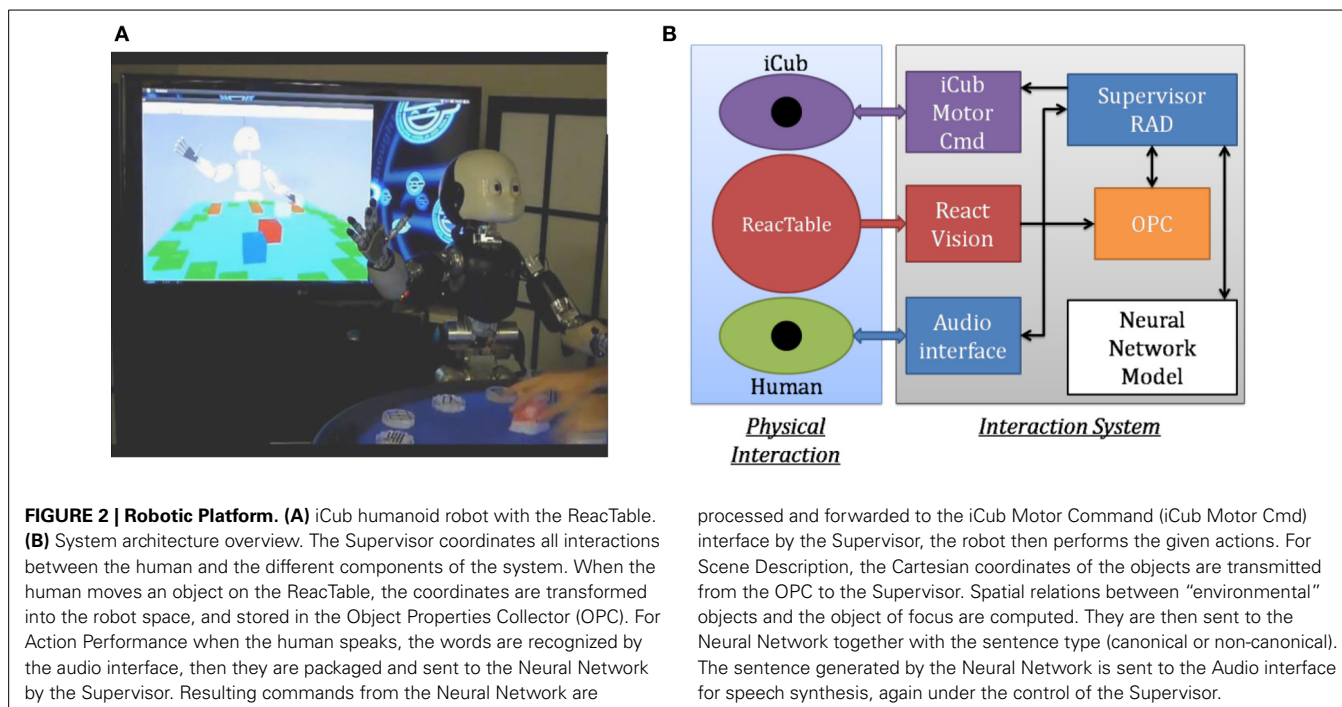 A
B
iCub
iCub
Motor
Cmd
Supervisor
RAD
ReacTable
React
Vision
OPC
Audio
interface
Neural
Network
Model
Human
Physical
Interaction
Interaction System
FIGURE 2 | Robotic Platform. (A) iCub humanoid robot with the ReacTable.
(B) System architecture overview. The Supervisor coordinates all interactions
between the human and the different components of the system. When the
human moves an object on the ReacTable, the coordinates are transformed
into the robot space, and stored in the Object Properties Collector (OPC). For
Action Performance when the human speaks, the words are recognized by
the audio interface, then they are packaged and sent to the Neural Network
by the Supervisor. Resulting commands from the Neural Network are
processed and forwarded to the iCub Motor Command (iCub Motor Cmd)
interface by the Supervisor, the robot then performs the given actions. For
Scene Description, the Cartesian coordinates of the objects are transmitted
from the OPC to the Supervisor. Spatial relations between “environmental”
objects and the object of focus are computed. They are then sent to the
Neural Network together with the sentence type (canonical or non-canonical).
The sentence generated by the Neural Network is sent to the Audio interface
for speech synthesis, again under the control of the Supervisor.